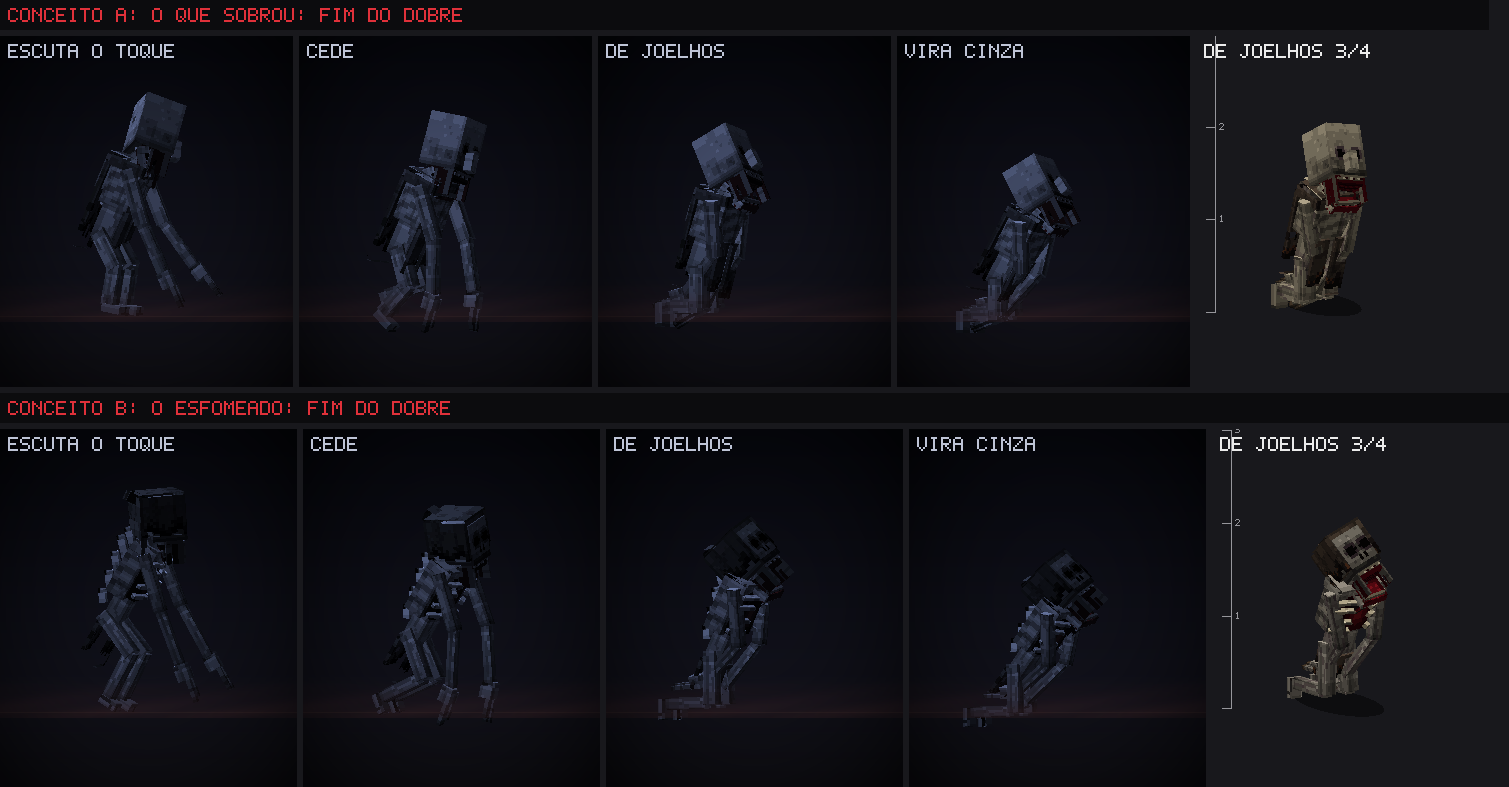 CONCEITO A: O QUE SOBROU: FIM DO DOBRE
ESCUTA O TOQUE
CEDE
DE JOELHOS
VIRA CINZA
DE JOELHOS 3/4
2
1
CONCEITO B: O ESFOMEADO: FIM DO DOBRE
ESCUTA O TOQUE
CEDE
DE JOELHOS
VIRA CINZA
DE JOELHOS 3/4
2
1